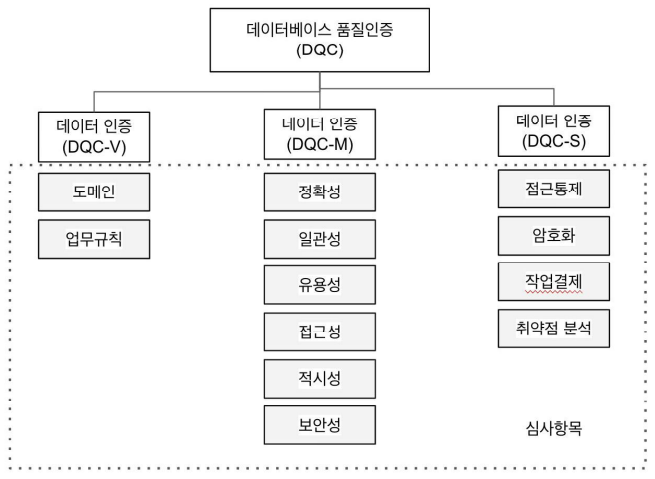 데이터베이스 품질인증
(DQC)
데이터 인증
(DQC-V)
데이터 인증
(DQC-M)
데이터 인증
(DQC-S)
도메인
업무규칙
정확성
일관성
유용성
접근성
적시성
보안성
접근통제
암호화
작업결제
취약점 분석
심사항목